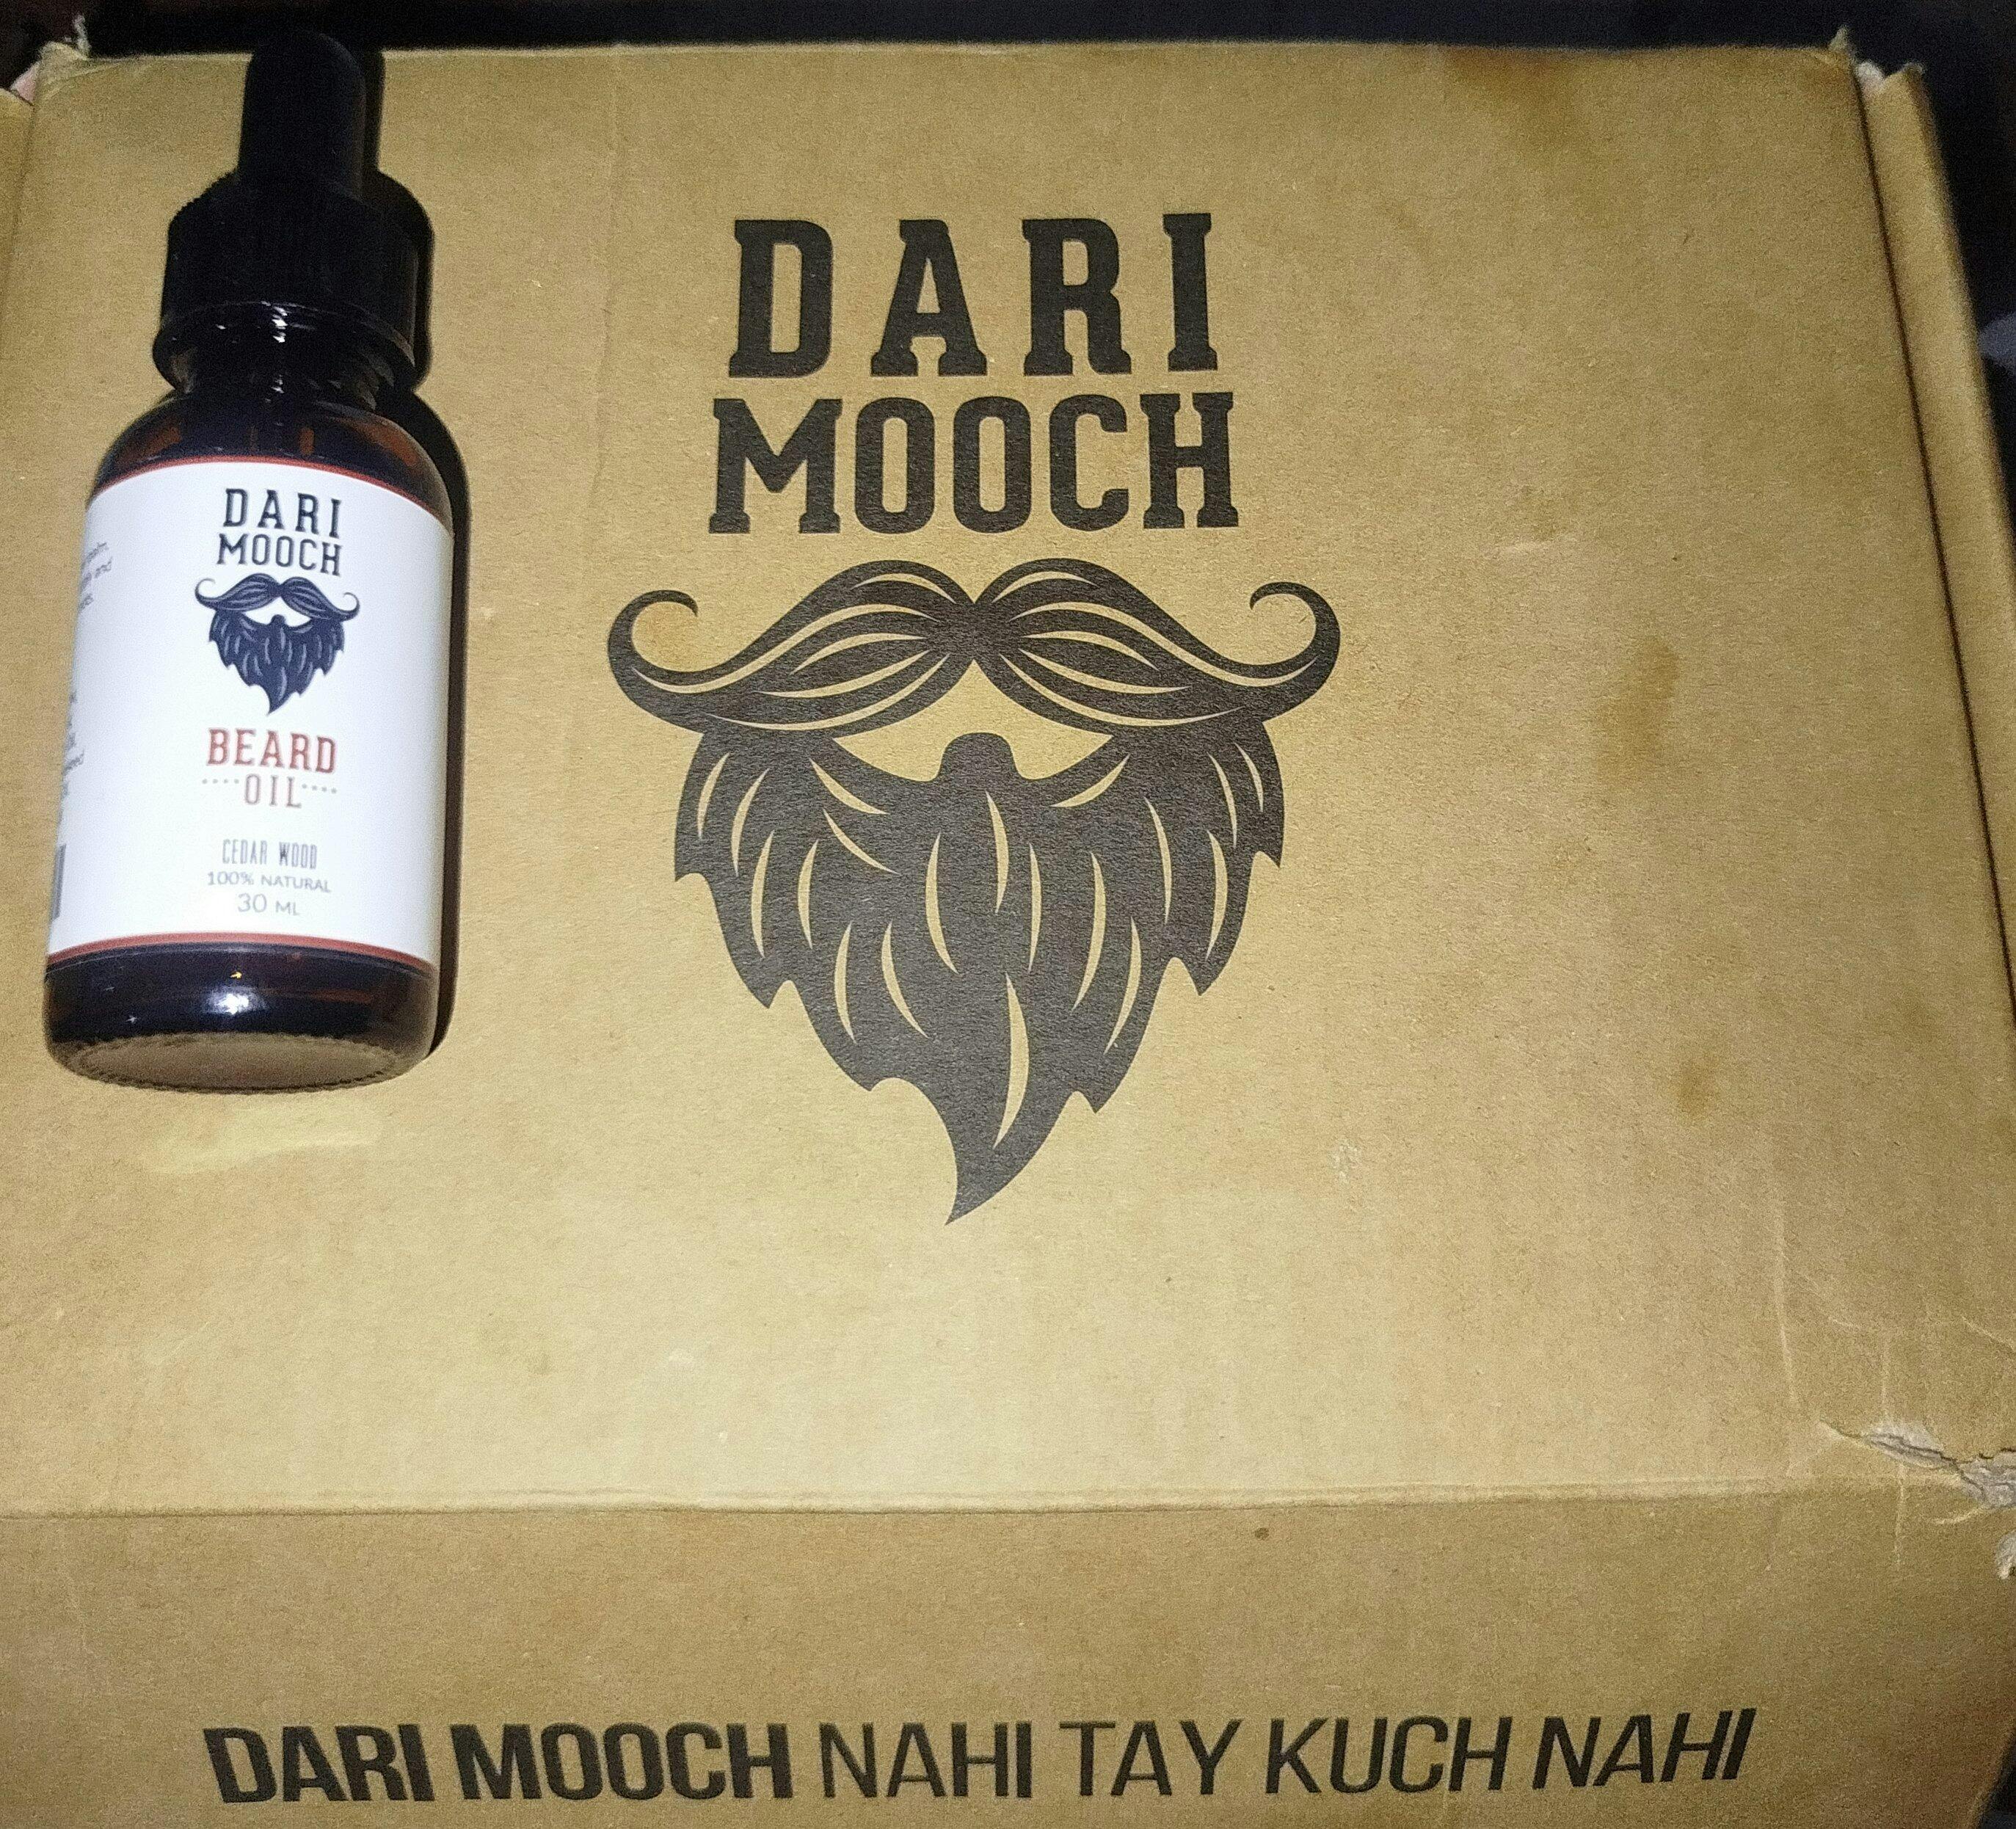 DARI
MOOCH
BEARD
OIL
CEDAR WOOD
100% NATURAL
30 ML
DARI
MOOCH
DARI MOOCH NAHI TAY KUCH NAHI